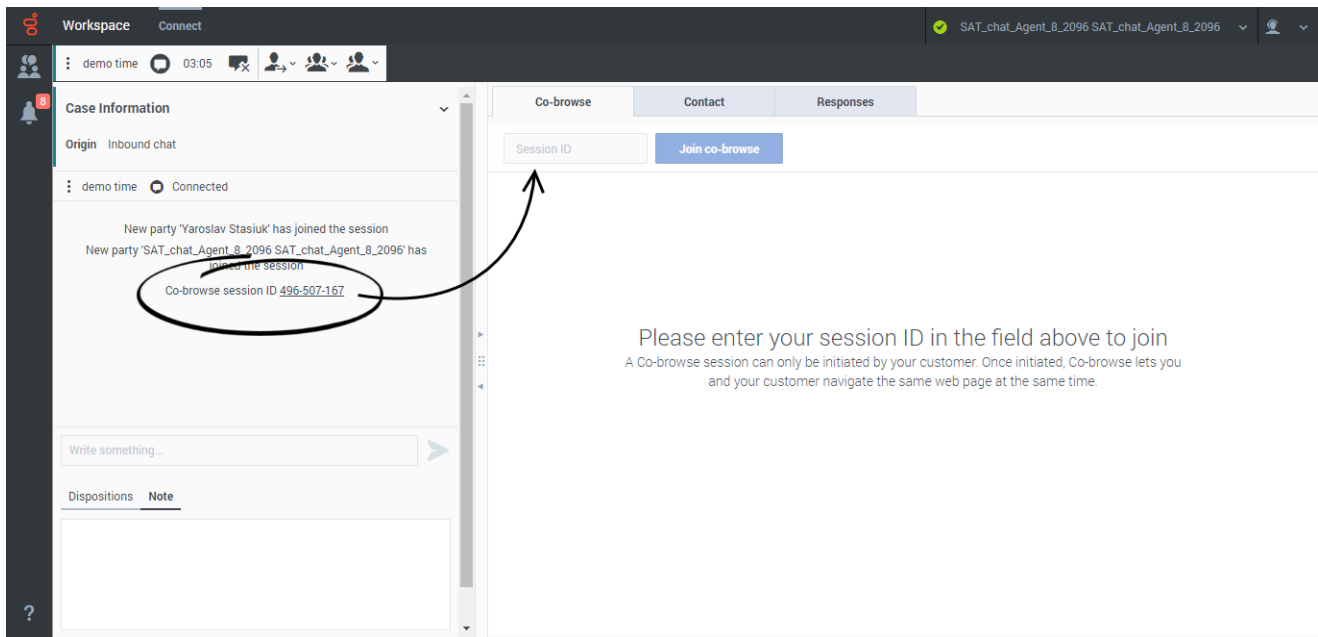 Workspace Connect
SAT_chat_Agent_8_2096 SAT_chat_Agent_8_2096
demo time 03:05
8
Case Information
Origin Inbound chat
demo time Connected
New party 'Yaroslav Stasiuk' has joined the session
New party 'SAT_chat_Agent_8_2096 SAT_chat_Agent_8_2096' has
joined the session
Co-browse session ID 496-507-167
Write something...
Dispositions Note
?
Co-browse Contact Responses
Session ID Join co-browse
Please enter your session ID in the field above to join
A Co-browse session can only be initiated by your customer. Once initiated, Co-browse lets you
and your customer navigate the same web page at the same time.